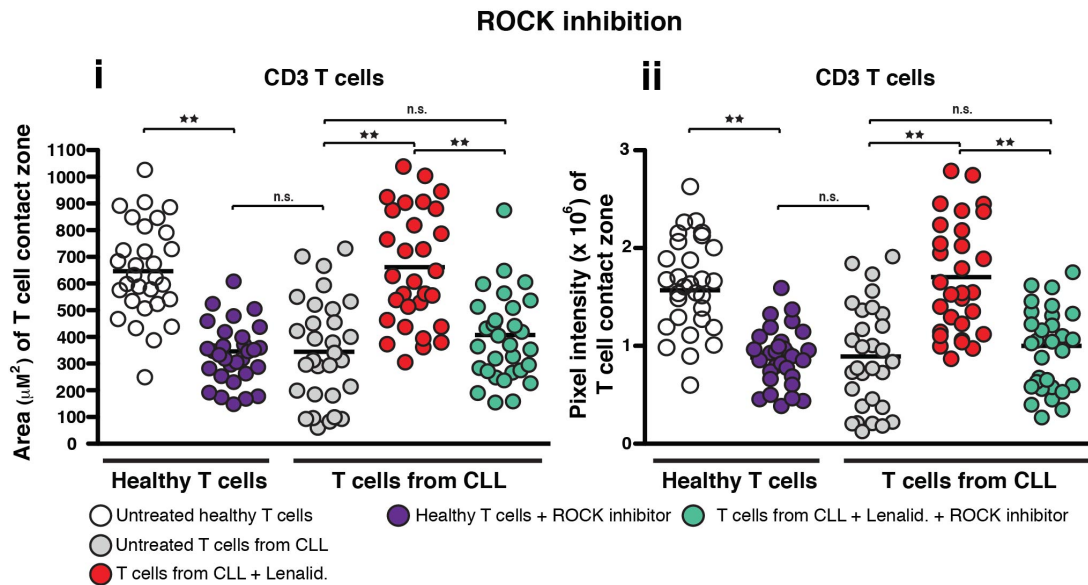 ROCK inhibition
i
CD3 T cells
n.s.
★★
★★
★★
n.s.
Area (μM²) of T cell contact zone
1100
1000
900
800
700
600
500
400
300
200
100
0
Healthy T cells
T cells from CLL
ii
CD3 T cells
n.s.
★★
★★
★★
n.s.
Pixel intensity (x 10⁶) of
T cell contact zone
3
2
1
0
Healthy T cells
T cells from CLL
Untreated healthy T cells
Healthy T cells + ROCK inhibitor
T cells from CLL + Lenalid. + ROCK inhibitor
Untreated T cells from CLL
T cells from CLL + Lenalid.